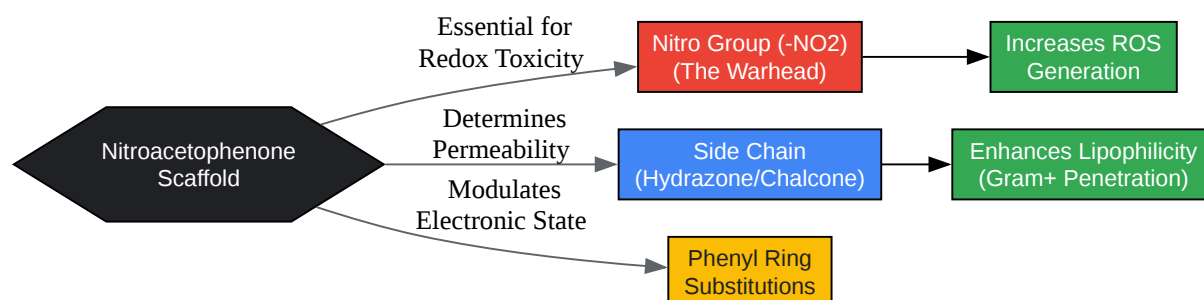 Nitroacetophenone
Scaffold
Essential for
Redox Toxicity
Nitro Group (-NO2)
(The Warhead)
Increases ROS
Generation
Determines
Permeability
Side Chain
(Hydrazone/Chalcone)
Enhances Lipophilicity
(Gram+ Penetration)
Modulates
Electronic State
Phenyl Ring
Substitutions